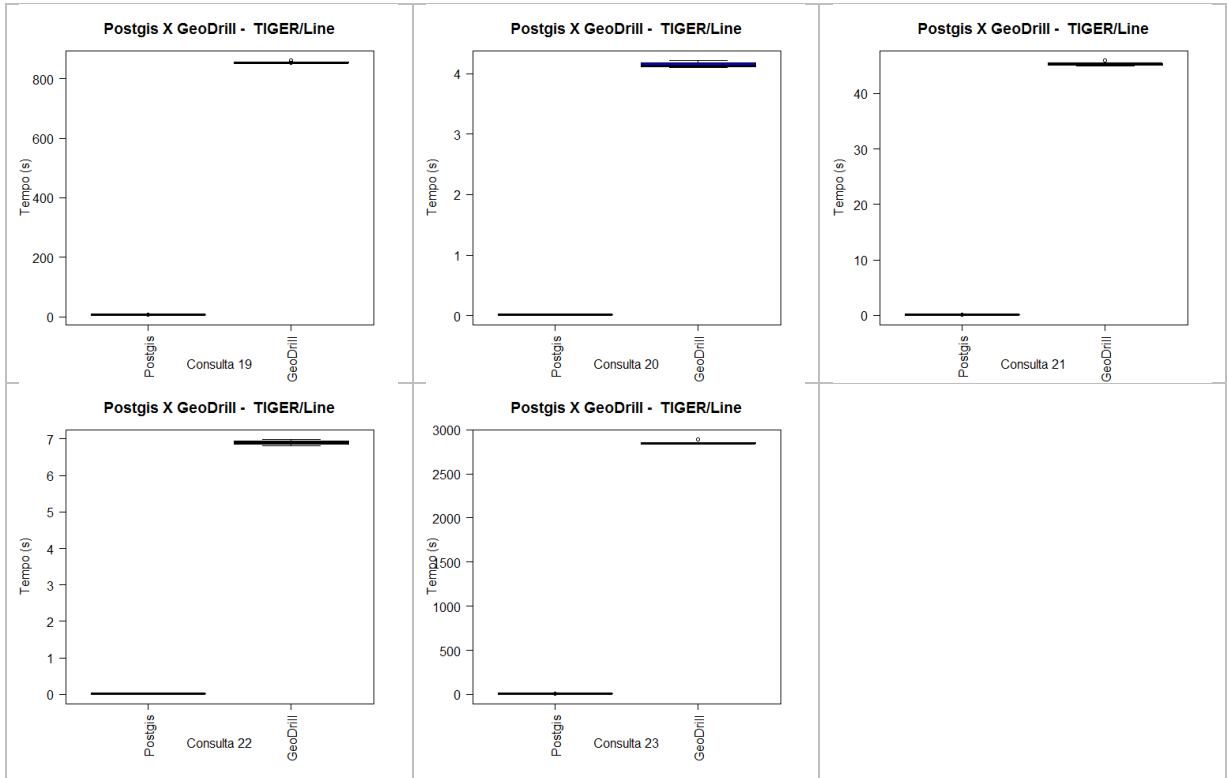 Postgis X GeoDrill - TIGER/Line
Tempo (s)
800
600
400
200
0
Postgis
GeoDrill
Consulta 19
Postgis X GeoDrill - TIGER/Line
Tempo (s)
4
3
2
1
0
Postgis
GeoDrill
Consulta 20
Postgis X GeoDrill - TIGER/Line
Tempo (s)
40
30
20
10
0
Postgis
GeoDrill
Consulta 21
Postgis X GeoDrill - TIGER/Line
Tempo (s)
7
6
5
4
3
2
1
0
Postgis
GeoDrill
Consulta 22
Postgis X GeoDrill - TIGER/Line
Tempo (s)
3000
2500
2000
1500
1000
500
0
Postgis
GeoDrill
Consulta 23